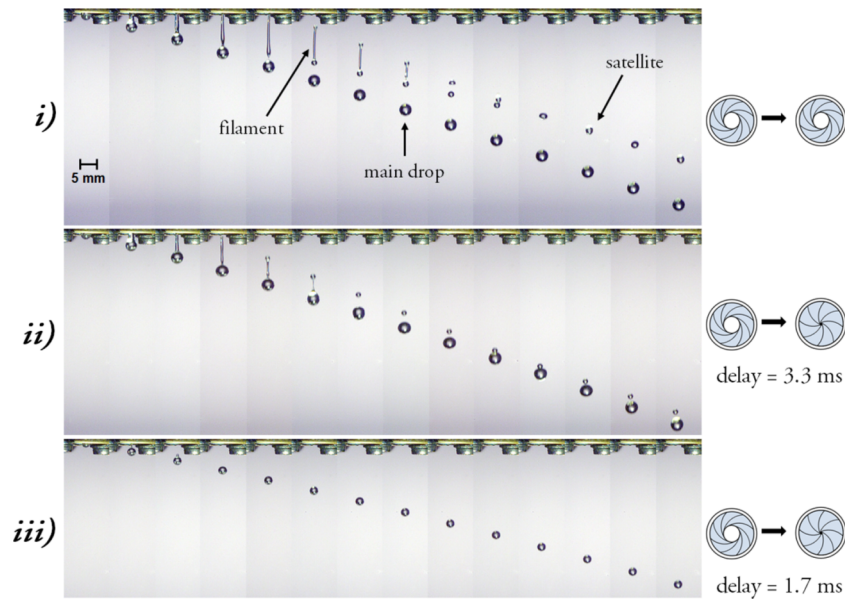 i)
filament
satellite
main drop
5 mm
ii)
delay = 3.3 ms
iii)
delay = 1.7 ms